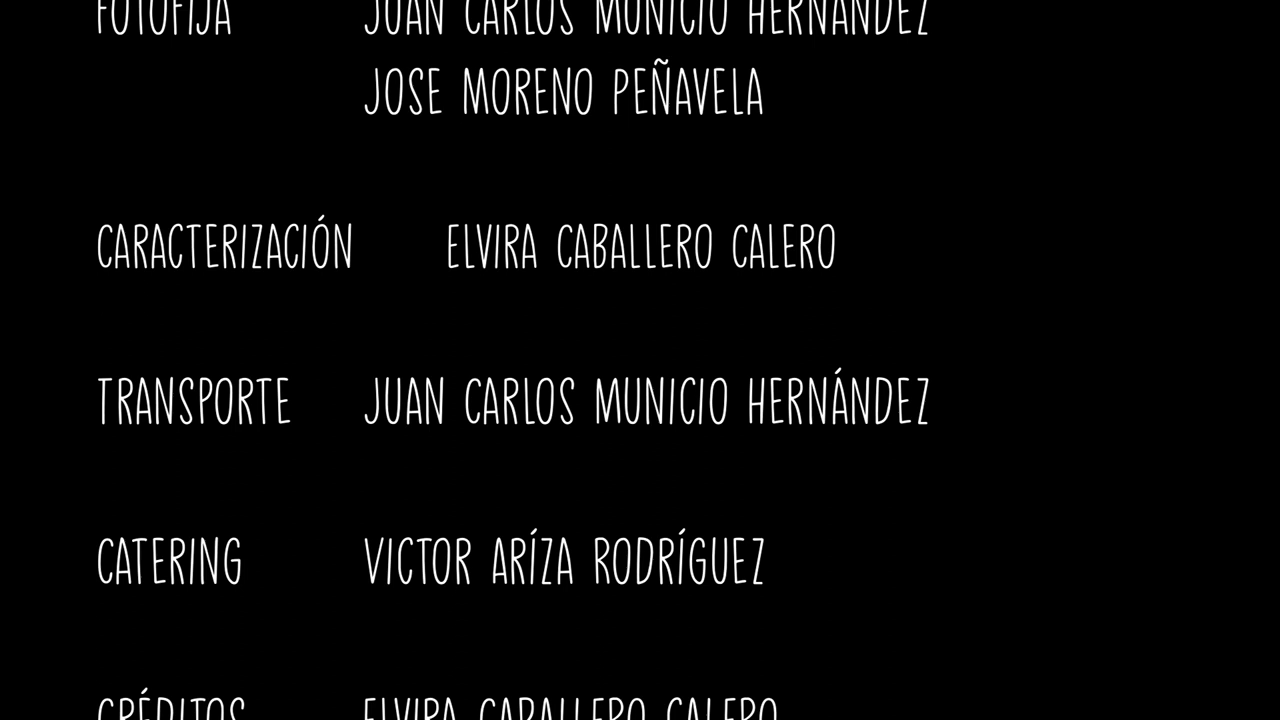 FOTOFIJA JUAN CARLOS MUNICIO HERNÁNDEZ
JOSE MORENO PEÑAVELA
CARACTERIZACIÓN ELVIRA CABALLERO CALERO
TRANSPORTE JUAN CARLOS MUNICIO HERNÁNDEZ
CATERING VICTOR ARÍZA RODRÍGUEZ
CRÉDITOS ELVIRA CABALLERO CALERO